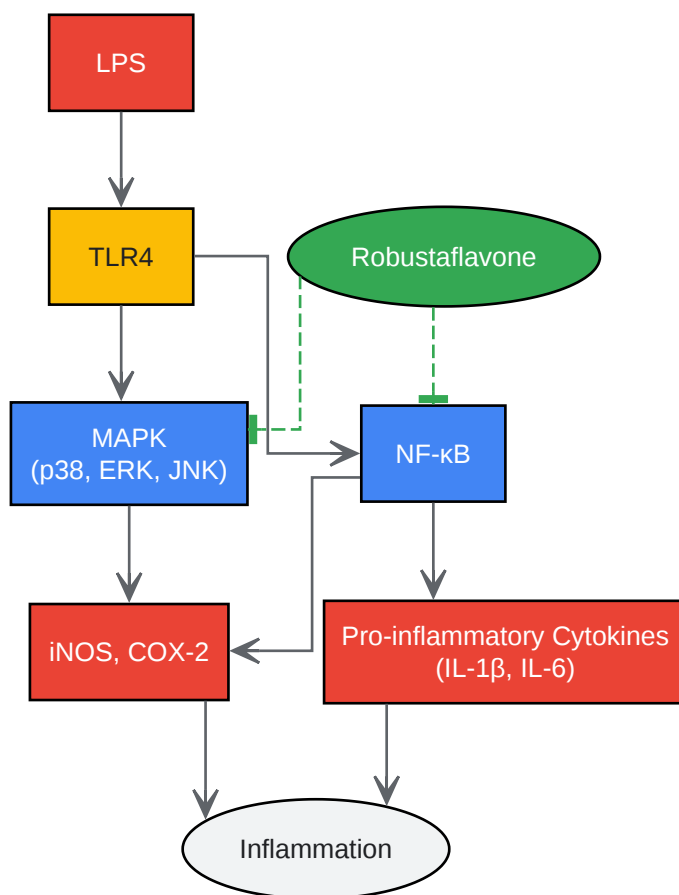 LPS
TLR4
Robustaflavone
MAPK
(p38, ERK, JNK)
NF-κB
iNOS, COX-2
Pro-inflammatory Cytokines
(IL-1β, IL-6)
Inflammation